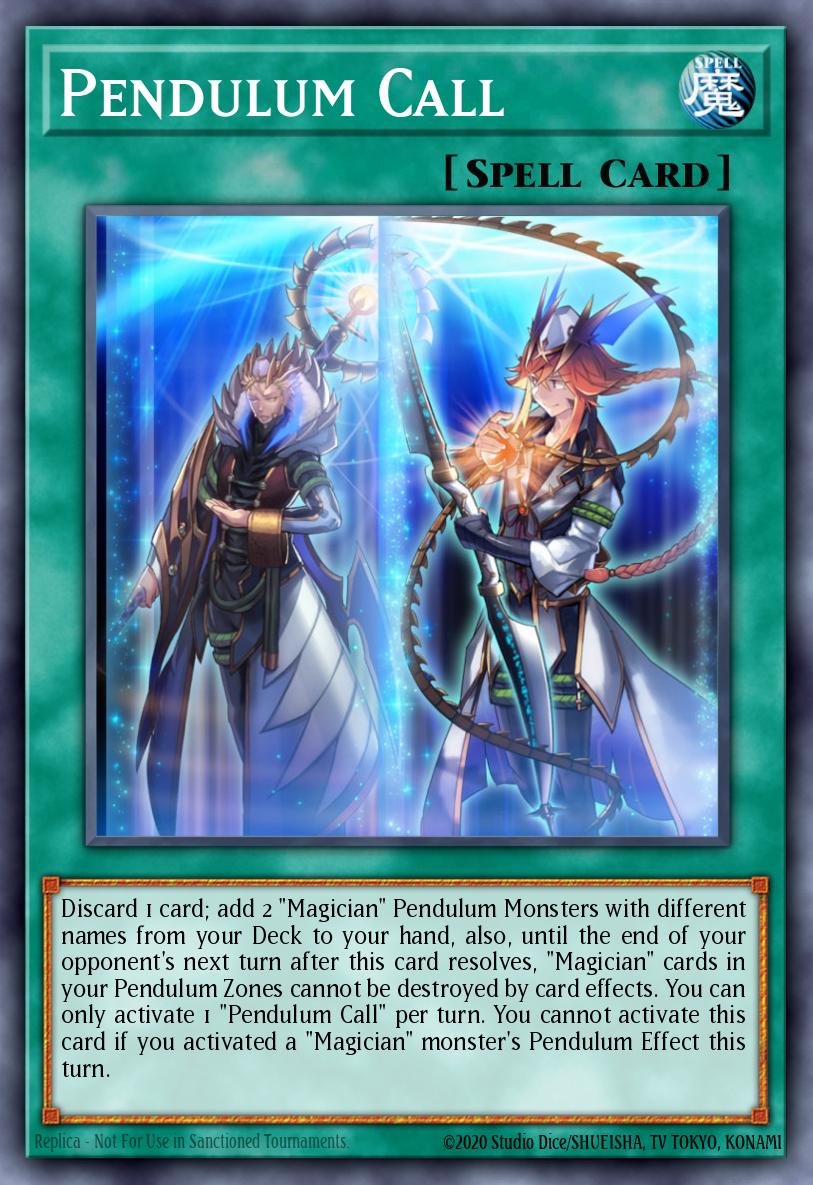 Pendulum Call
SPELL
魔
[Spell Card]
Discard 1 card; add 2 "Magician" Pendulum Monsters with different
names from your Deck to your hand, also, until the end of your
opponent's next turn after this card resolves, "Magician" cards in
your Pendulum Zones cannot be destroyed by card effects. You can
only activate 1 "Pendulum Call" per turn. You cannot activate this
card if you activated a "Magician" monster's Pendulum Effect this
turn.
Replica - Not For Use in Sanctioned Tournaments.
©2020 Studio Dice/SHUEISHA, TV TOKYO, KONAMI